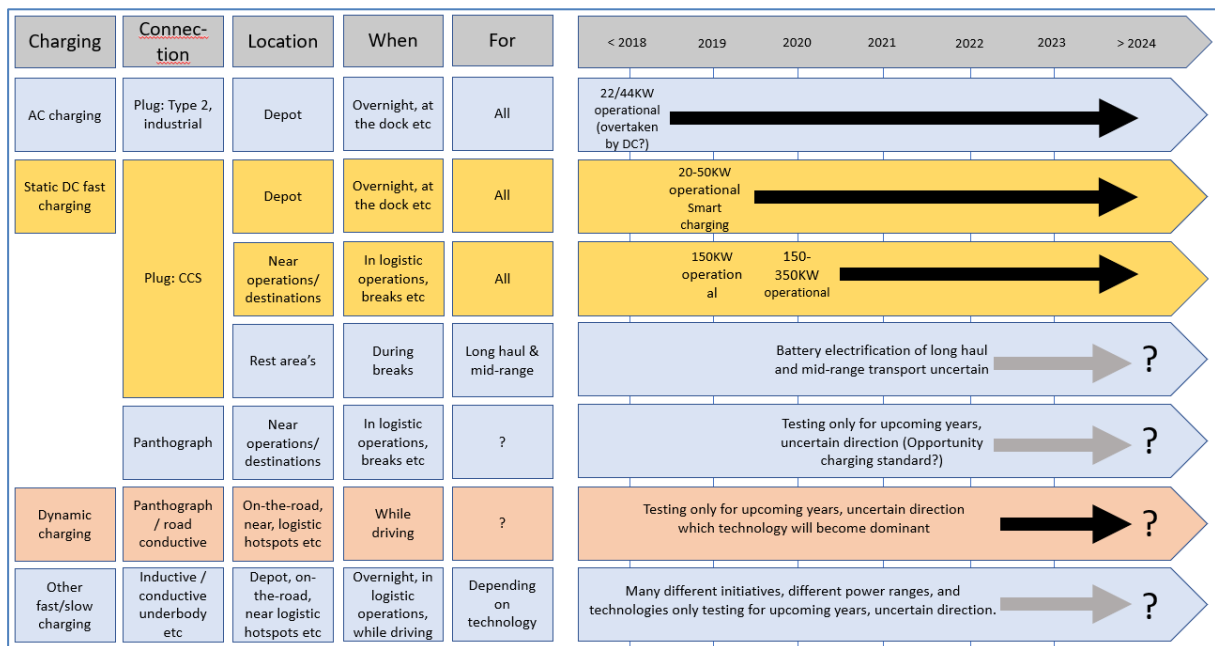 Charging
Connec-
tion
Location
When
For
< 2018
2019
2020
2021
2022
2023
> 2024
AC charging
Plug: Type 2,
industrial
Depot
Overnight, at
the dock etc
All
22/44KW
operational
(overtaken
by DC?)
Static DC fast
charging
Plug: CCS
Depot
Overnight, at
the dock etc
All
20-50KW
operational
Smart
charging
Near
operations/
destinations
In logistic
operations,
breaks etc
All
150KW
operation
al
150-
350KW
operational
Rest area's
During
breaks
Long haul &
mid-range
Battery electrification of long haul
and mid-range transport uncertain
?
Panthograph
Near
operations/
destinations
In logistic
operations,
breaks etc
?
Testing only for upcoming years,
uncertain direction (Opportunity
charging standard?)
?
Dynamic
charging
Panthograph
/ road
conductive
On-the-road,
near, logistic
hotspots etc
While
driving
?
Testing only for upcoming years, uncertain direction
which technology will become dominant
?
Other
fast/slow
charging
Inductive /
conductive
underbody
etc
Depot, on-
the-road,
near logistic
hotspots etc
Overnight, in
logistic
operations,
while driving
Depending
on
technology
Many different initiatives, different power ranges, and
technologies only testing for upcoming years, uncertain direction.
?